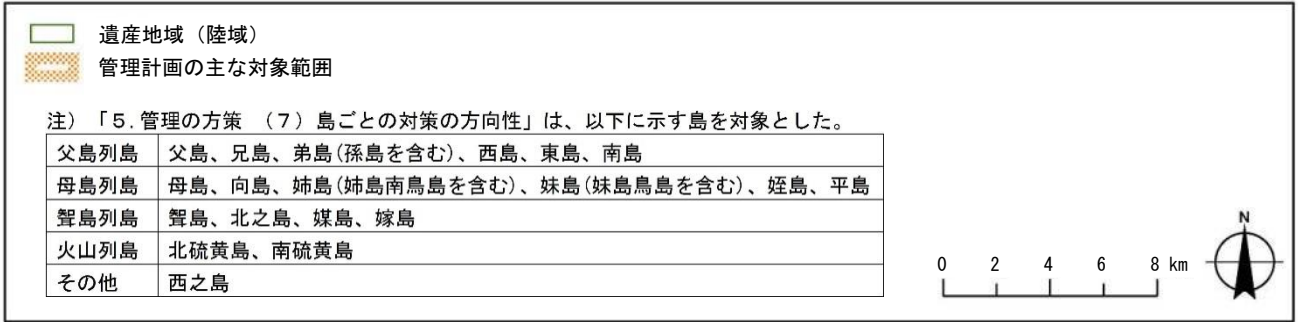 遺産地域（陸域）
管理計画の主な対象範囲
注）「５.管理の方策　（７）島ごとの対策の方向性」は、以下に示す島を対象とした。
父島列島　父島、兄島、弟島(孫島を含む)、西島、東島、南島
母島列島　母島、向島、姉島(姉島南鳥島を含む)、妹島(妹島鳥島を含む)、姪島、平島
聟島列島　聟島、北之島、媒島、嫁島
火山列島　北硫黄島、南硫黄島
その他　西之島
0 2 4 6 8 km
N